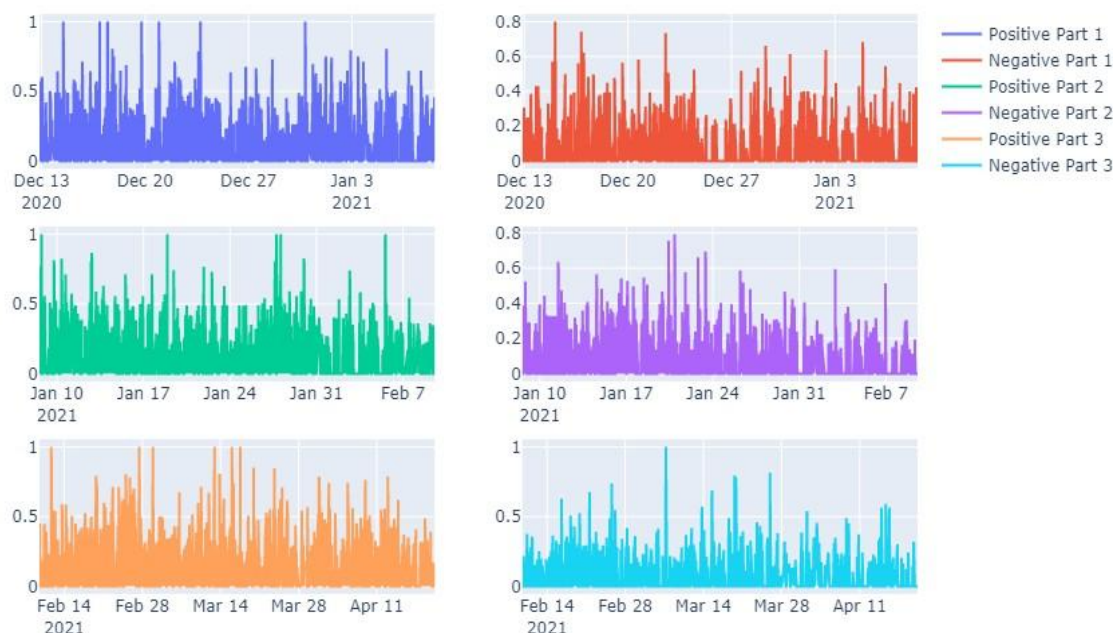 1
0.5
0
Dec 13
2020
Dec 20
Dec 27
Jan 3
2021
0.8
0.6
0.4
0.2
0
Dec 13
2020
Dec 20
Dec 27
Jan 3
2021
Positive Part 1
Negative Part 1
Positive Part 2
Negative Part 2
Positive Part 3
Negative Part 3
1
0.5
0
Jan 10
2021
Jan 17
Jan 24
Jan 31
Feb 7
0.8
0.6
0.4
0.2
0
Jan 10
2021
Jan 17
Jan 24
Jan 31
Feb 7
1
0.5
0
Feb 14
2021
Feb 28
Mar 14
Mar 28
Apr 11
1
0.5
0
Feb 14
2021
Feb 28
Mar 14
Mar 28
Apr 11